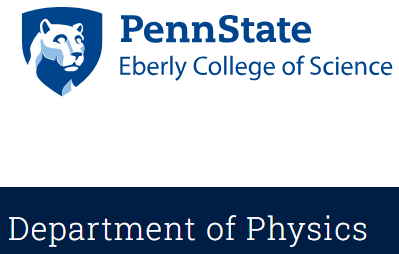 PennState
Eberly College of Science
Department of Physics